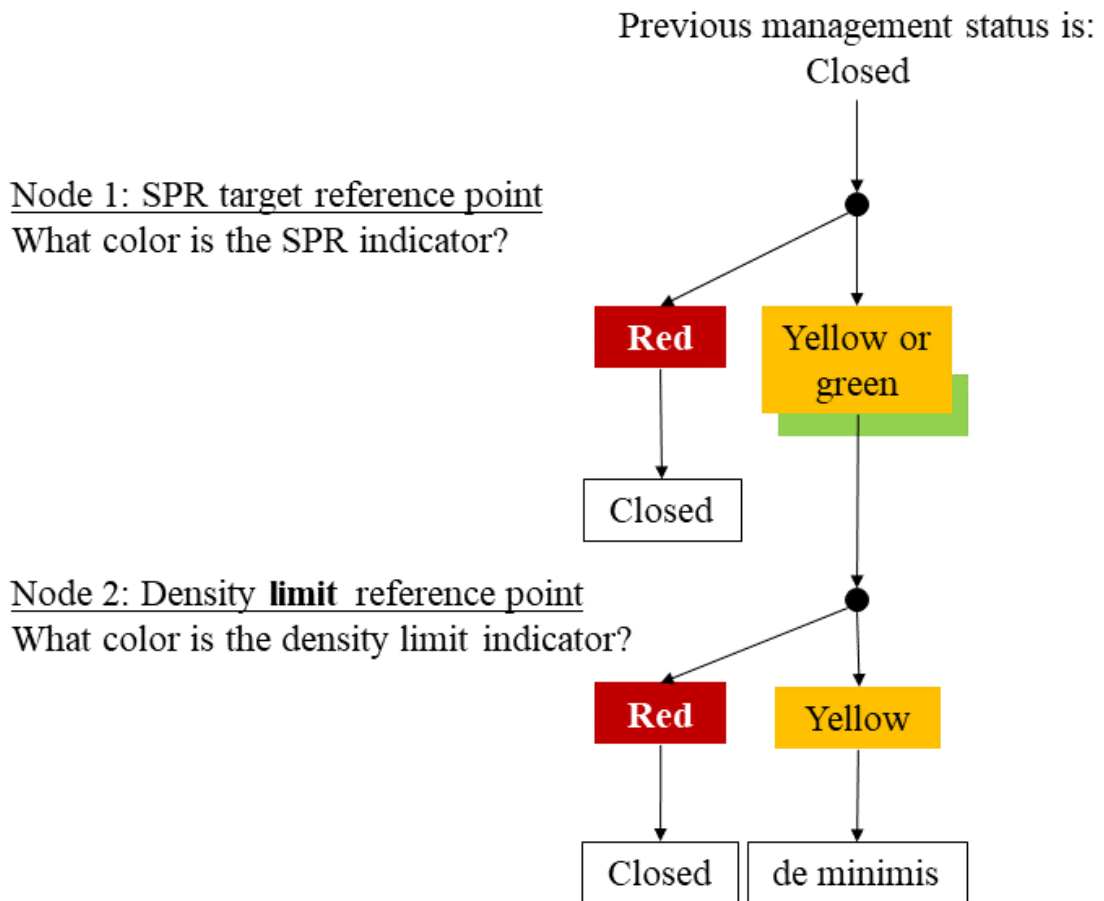 Previous management status is:
Closed
Node 1: SPR target reference point
What color is the SPR indicator?
Red
Yellow or
green
Closed
Node 2: Density limit reference point
What color is the density limit indicator?
Red
Yellow
Closed
de minimis